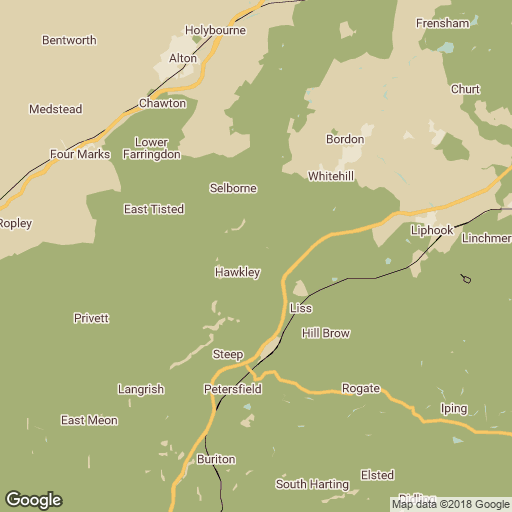 Frensham
Holybourne
Bentworth
Alton
Churt
Medstead
Chawton
Bordon
Lower
Farringdon
Four Marks
Whitehill
Selborne
East Tisted
Ropley
Liphook
Linchmer
Hawkley
Liss
Privett
Hill Brow
Steep
Langrish
Petersfield
Rogate
Iping
East Meon
Buriton
Elsted
South Harting
Didling
Google
Map data ©2018 Google